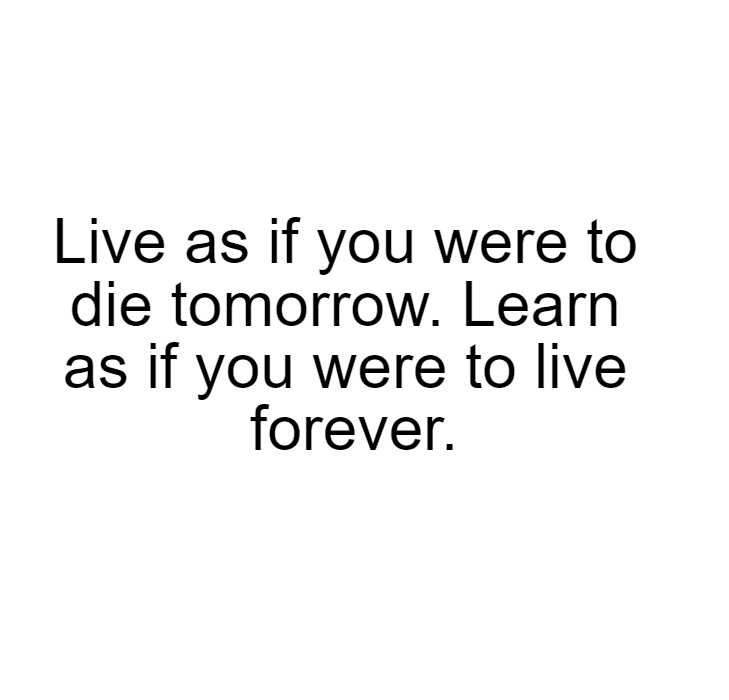 Live as if you were to
die tomorrow. Learn
as if you were to live
forever.